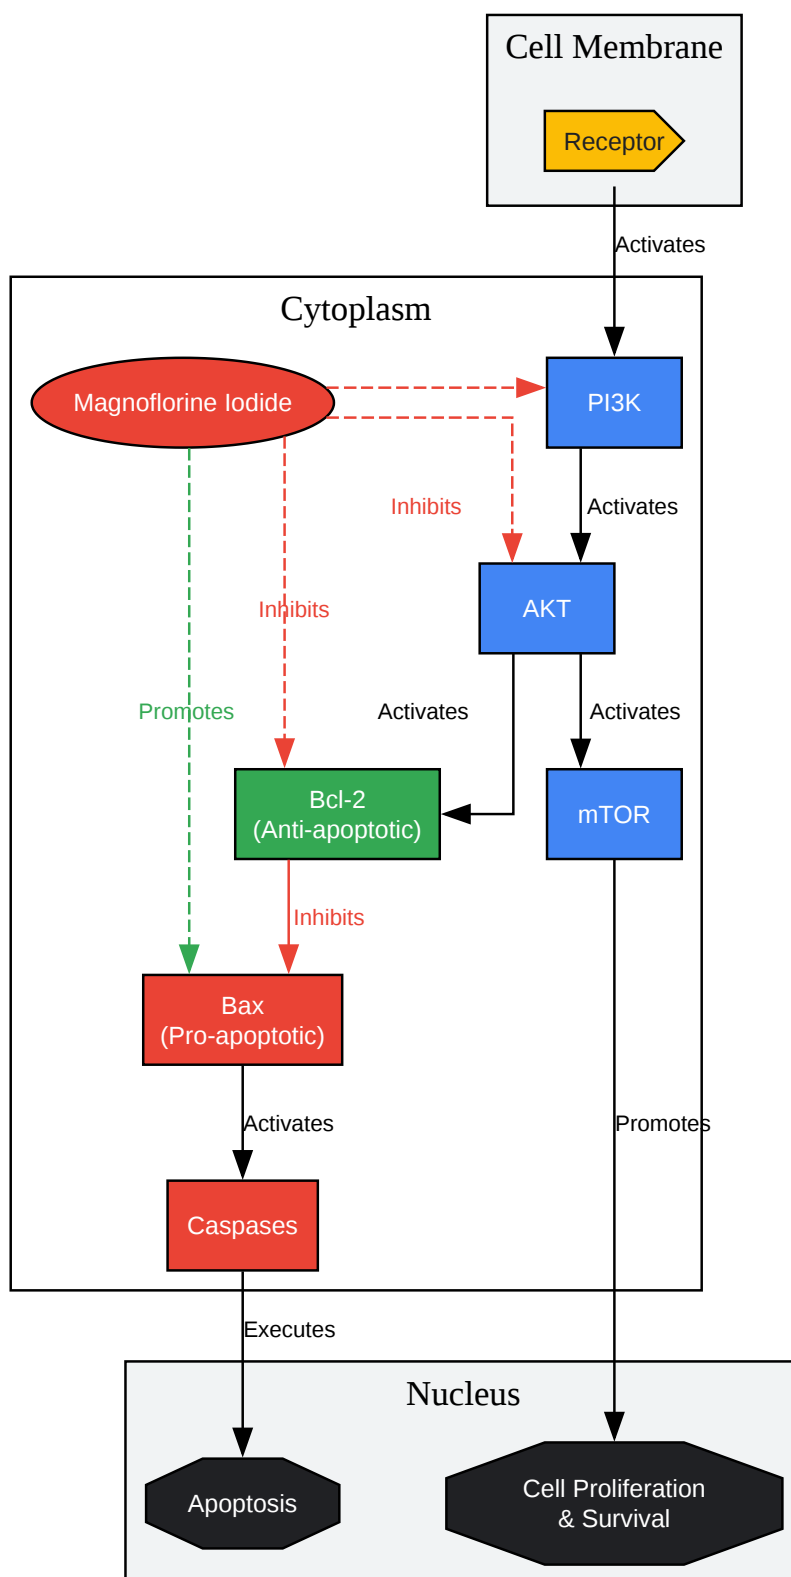 Cell Membrane
Receptor
Activates
Cytoplasm
Magnoflorine Iodide
PI3K
Inhibits
Activates
AKT
Inhibits
Promotes
Activates
Activates
Bcl-2
(Anti-apoptotic)
mTOR
Inhibits
Bax
(Pro-apoptotic)
Activates
Promotes
Caspases
Executes
Nucleus
Apoptosis
Cell Proliferation
& Survival